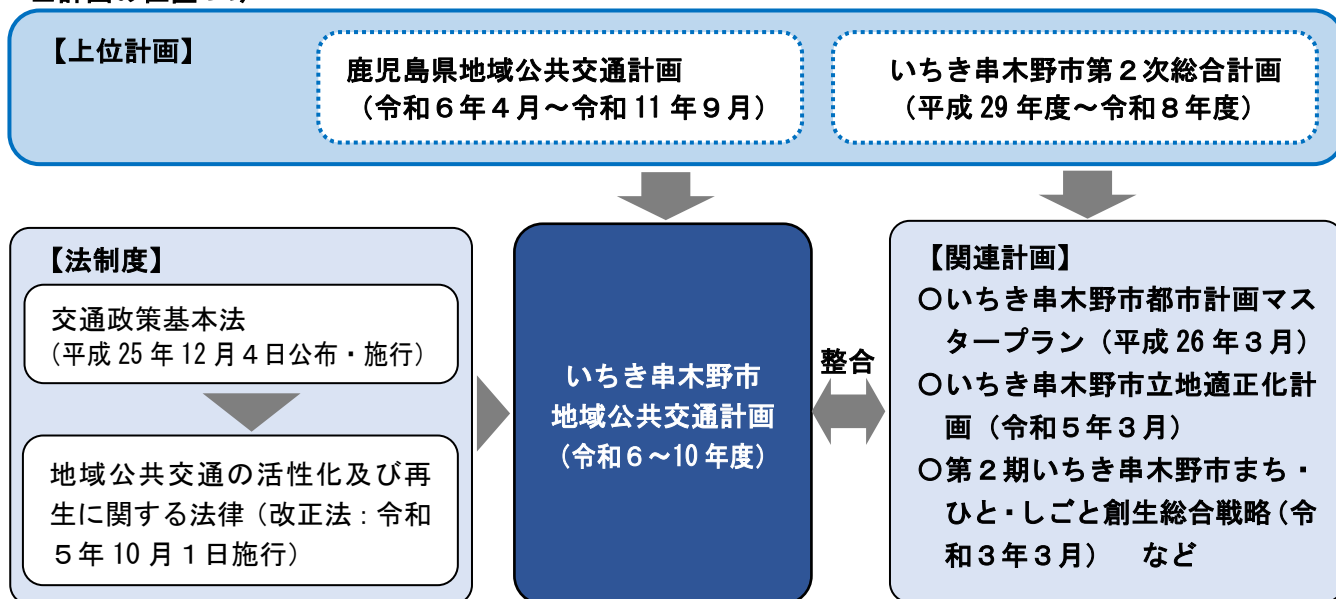 【上位計画】
鹿児島県地域公共交通計画
（令和６年４月～令和 11 年９月）
いちき串木野市第２次総合計画
（平成 29 年度～令和８年度）
【法制度】
交通政策基本法
（平成 25 年 12 月４日公布・施行）
地域公共交通の活性化及び再
生に関する法律（改正法：令和
５年 10 月１日施行）
いちき串木野市
地域公共交通計画
（令和６～10 年度）
整合
【関連計画】
〇いちき串木野市都市計画マス
タープラン（平成 26 年３月）
〇いちき串木野市立地適正化計
画（令和５年３月）
〇第２期いちき串木野市まち・
ひと・しごと創生総合戦略（令
和３年３月）　など